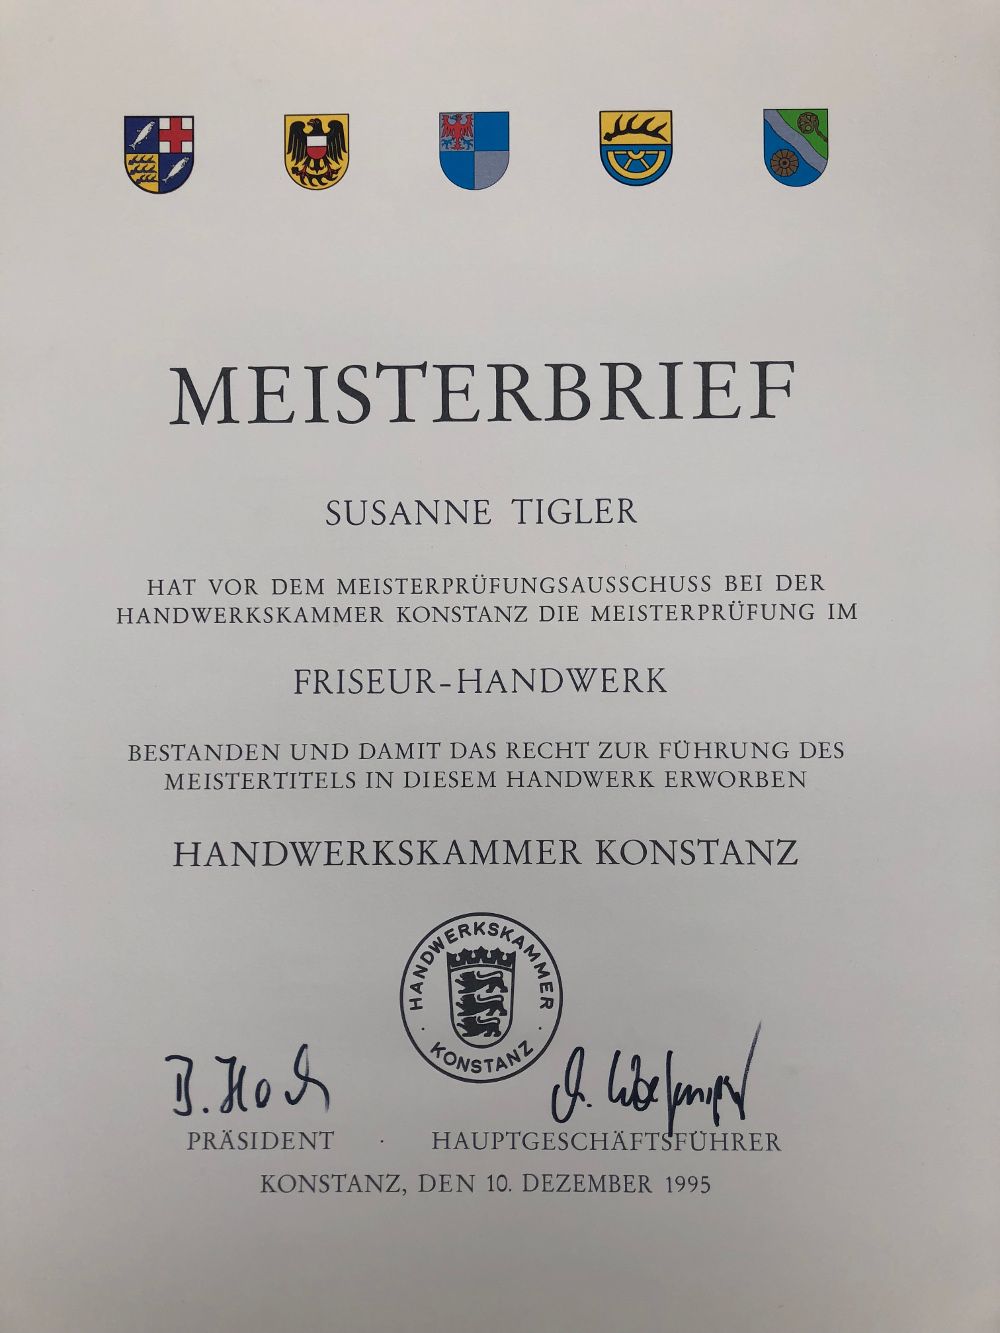 MEISTERBRIEF
SUSANNE TIGLER
HAT VOR DEM MEISTERPRÜFUNGSAUSSCHUSS BEI DER
HANDWERKSKAMMER KONSTANZ DIE MEISTERPRÜFUNG IM
FRISEUR-HANDWERK
BESTANDEN UND DAMIT DAS RECHT ZUR FÜHRUNG DES
MEISTERTITELS IN DIESEM HANDWERK ERWORBEN
HANDWERKSKAMMER KONSTANZ
HANDWERKSKAMMER
· KONSTANZ ·
B. Hoch
PRÄSIDENT · HAUPTGESCHÄFTSFÜHRER
KONSTANZ, DEN 10. DEZEMBER 1995